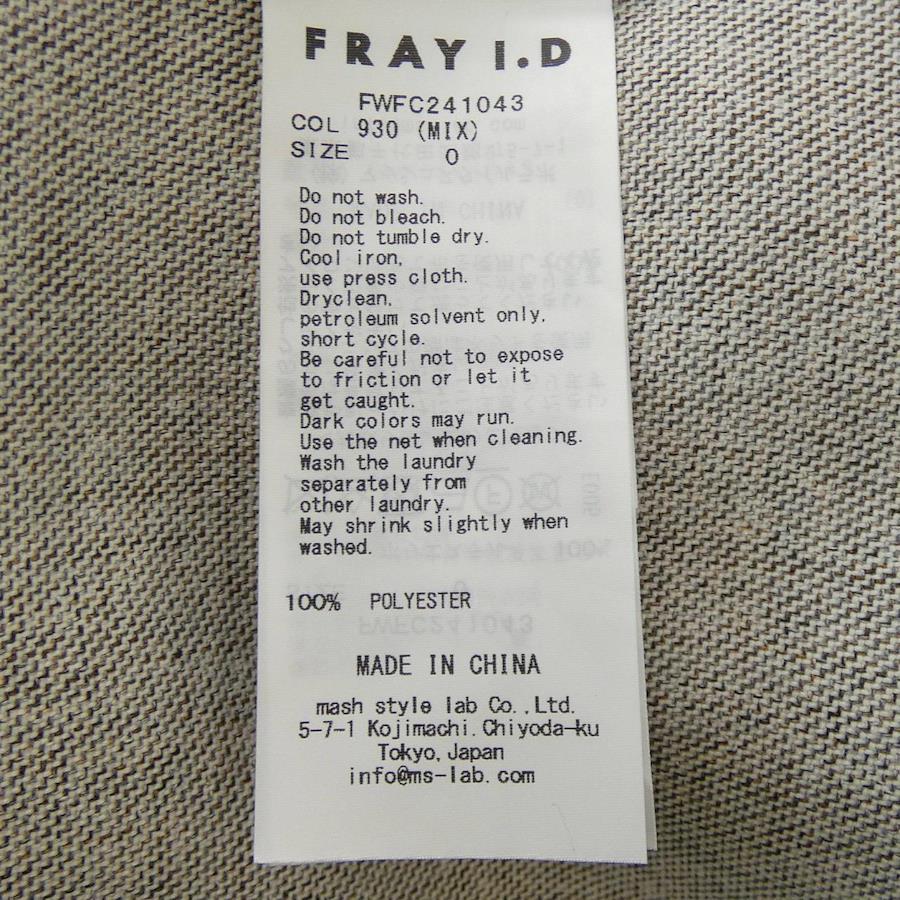 FRAY I.D
FWFC241043
COL 930 (MIX)
SIZE 0
Do not wash.
Do not bleach.
Do not tumble dry.
Cool iron,
use press cloth.
Dryclean,
petroleum solvent only,
short cycle.
Be careful not to expose
to friction or let it
get caught.
Dark colors may run.
Use the net when cleaning.
Wash the laundry
separately from
other laundry.
May shrink slightly when
washed.
100% POLYESTER
MADE IN CHINA
mash style lab Co.,Ltd.
5-7-1 Kojimachi.Chiyoda-ku
Tokyo,Japan
info@ms-lab.com